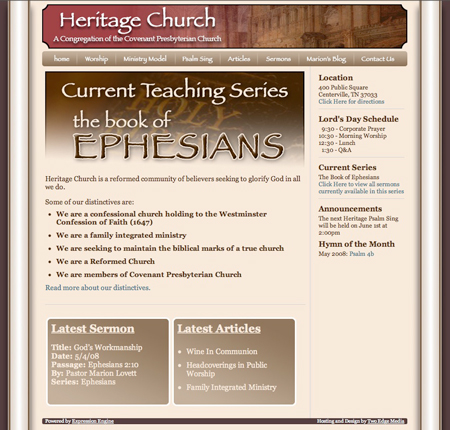 Heritage Church
A Congregation of the Covenant Presbyterian Church
home Worship Ministry Model Psalm Sing Articles Sermons Marion's Blog Contact Us
HOLY
Current Teaching Series
the book of
EPHESIANS
Heritage Church is a reformed community of believers seeking to glorify God in all
we do.
Some of our distinctives are:
• We are a confessional church holding to the Westminster
Confession of Faith (1647)
• We are a family integrated ministry
• We are seeking to maintain the biblical marks of a true church
• We are a Reformed Church
• We are members of Covenant Presbyterian Church
Read more about our distinctives.
Latest Sermon
Title: God's Workmanship
Date: 5/4/08
Passage: Ephesians 2:10
By: Pastor Marion Lovett
Series: Ephesians
Latest Articles
• Wine In Communion
• Headcoverings in Public
Worship
• Family Integrated Ministry
Location
400 Public Square
Centerville, TN 37033
Click Here for directions
Lord's Day Schedule
9:30 - Corporate Prayer
10:30 - Morning Worship
12:30 - Lunch
1:30 - Q&A
Current Series
The Book of Ephesians
Click Here to view all sermons
currently available in this series
Announcements
The next Heritage Psalm Sing
will be held on June 1st at
2:00pm
Hymn of the Month
May 2008: Psalm 4b
Powered by Expression Engine
Hosting and Design by Two Edge Media